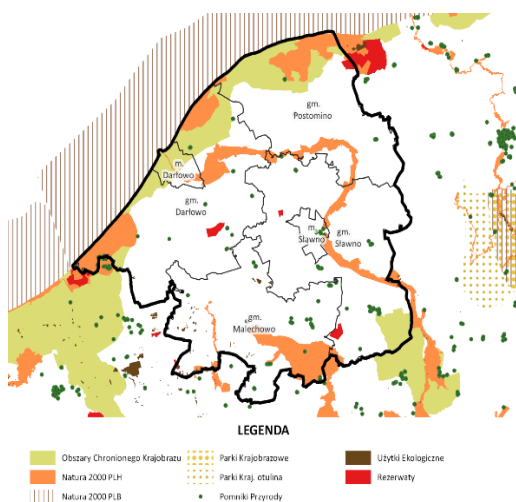 gm.
Postomino
m.
Darłowo
gm.
Darłowo
m.
Sławno
gm.
Sławno
gm.
Malechowo
LEGENDA
Obszary Chronionego Krajobrazu
Parki Krajobrazowe
Użytki Ekologiczne
Natura 2000 PLH
Parki Kraj. otulina
Rezerwaty
Natura 2000 PLB
Pomniki Przyrody